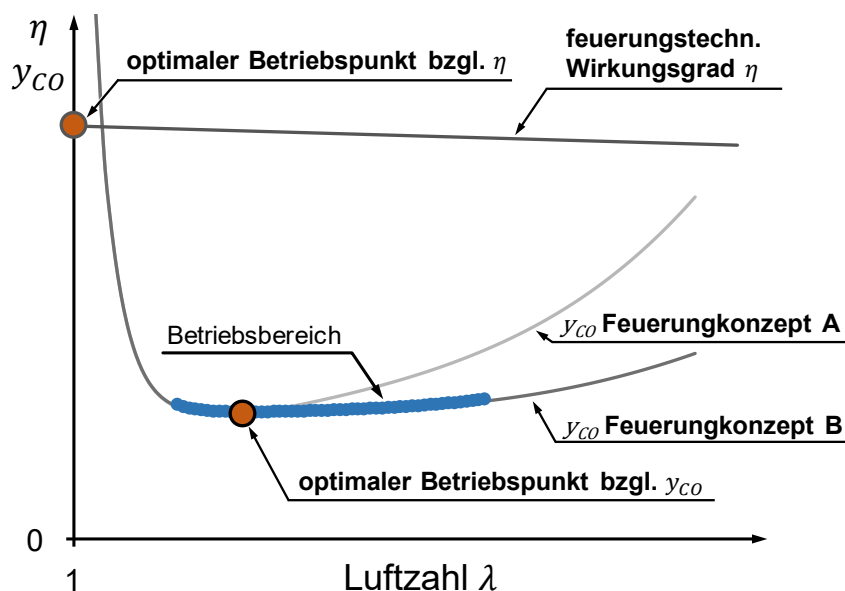 η
y_CO
optimaler Betriebspunkt bzgl. η
feuerungstechn.
Wirkungsgrad η
Betriebsbereich
y_CO Feuerungkonzept A
y_CO Feuerungkonzept B
optimaler Betriebspunkt bzgl. y_CO
0
1
Luftzahl λ